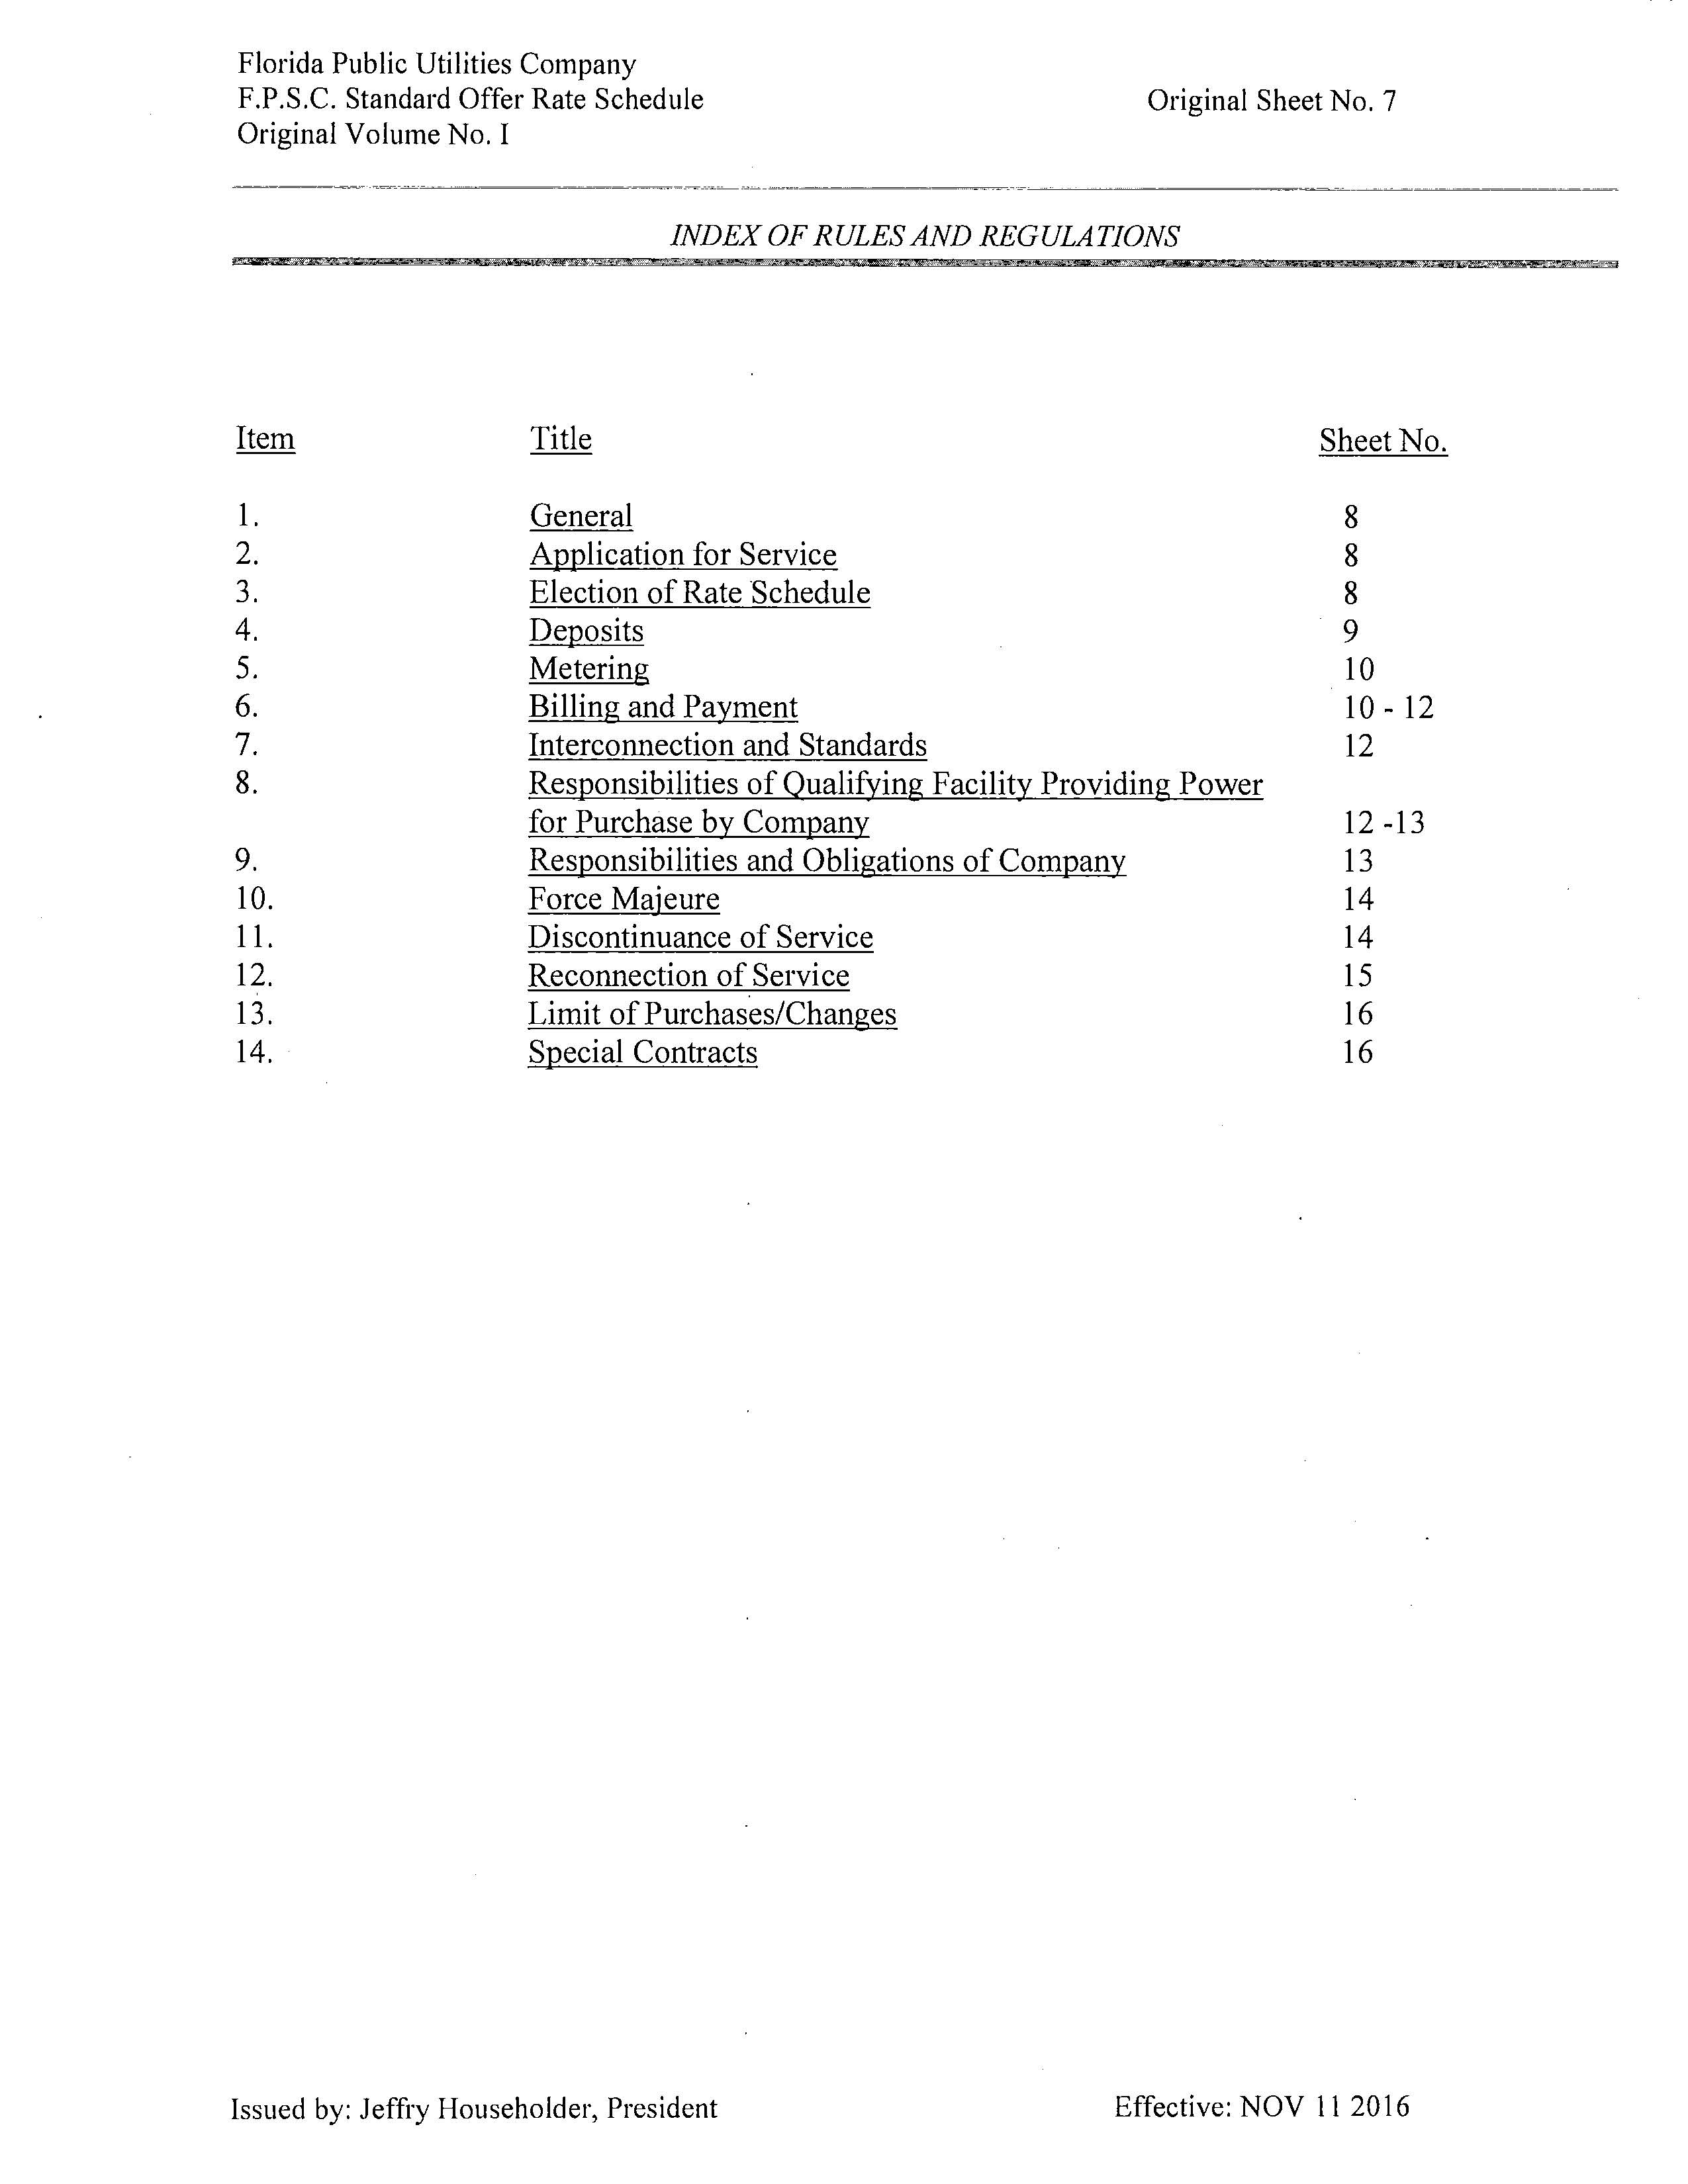 Florida Public Utilities Company
F.P.S.C. Standard Offer Rate Schedule Original Sheet No. 7
Original Volume No. I
INDEX OF RULES AND REGULATIONS
Item Title Sheet No.
1. General 8
2. Application for Service 8
3. Election of Rate Schedule 8
4. Deposits 9
5. Metering 10
6. Billing and Payment 10 - 12
7. Interconnection and Standards 12
8. Responsibilities of Qualifying Facility Providing Power
for Purchase by Company 12 -13
9. Responsibilities and Obligations of Company 13
10. Force Majeure 14
11. Discontinuance of Service 14
12. Reconnection of Service 15
13. Limit of Purchases/Changes 16
14. Special Contracts 16
Issued by: Jeffry Householder, President Effective: NOV 11 2016